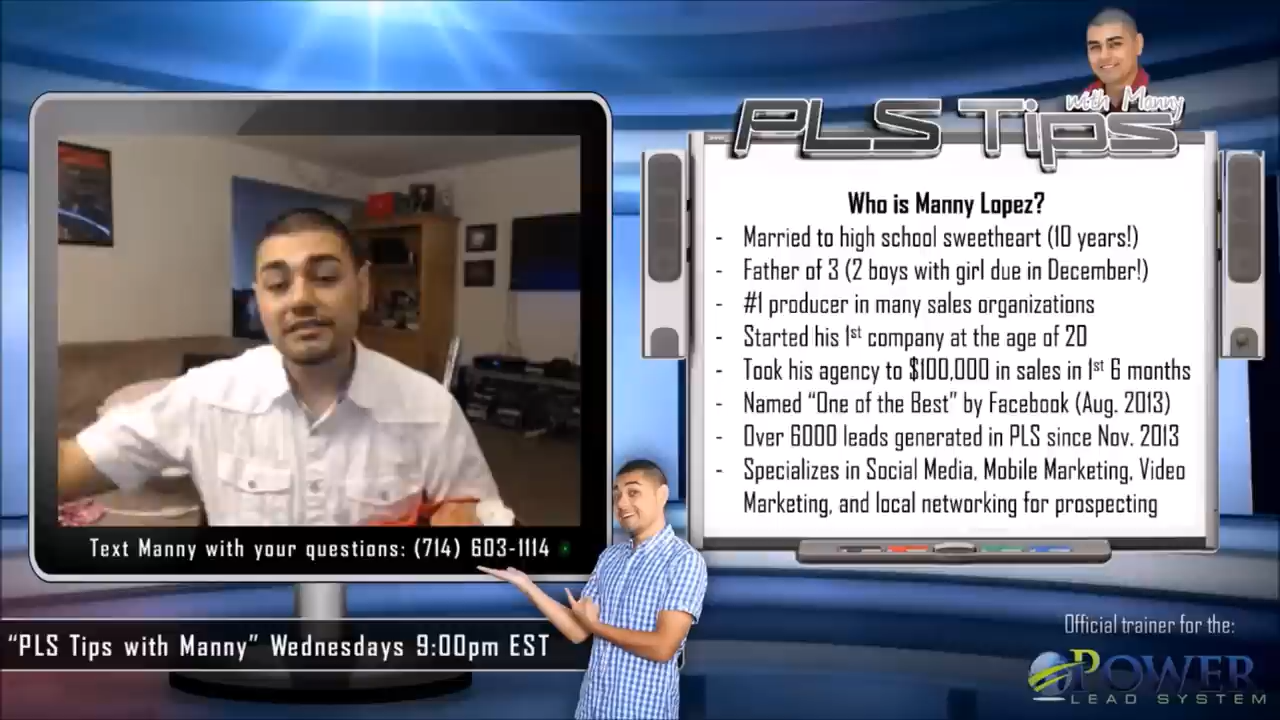 with Manny
PLS Tips
Who is Manny Lopez?
- Married to high school sweetheart (10 years!)
- Father of 3 (2 boys with girl due in December!)
- #1 producer in many sales organizations
- Started his 1st company at the age of 20
- Took his agency to $100,000 in sales in 1st 6 months
- Named “One of the Best” by Facebook (Aug. 2013)
- Over 6000 leads generated in PLS since Nov. 2013
- Specializes in Social Media, Mobile Marketing, Video
Marketing, and local networking for prospecting
Text Manny with your questions: (714) 603-1114
“PLS Tips with Manny” Wednesdays 9:00pm EST
Official trainer for the:
POWER
LEAD SYSTEM